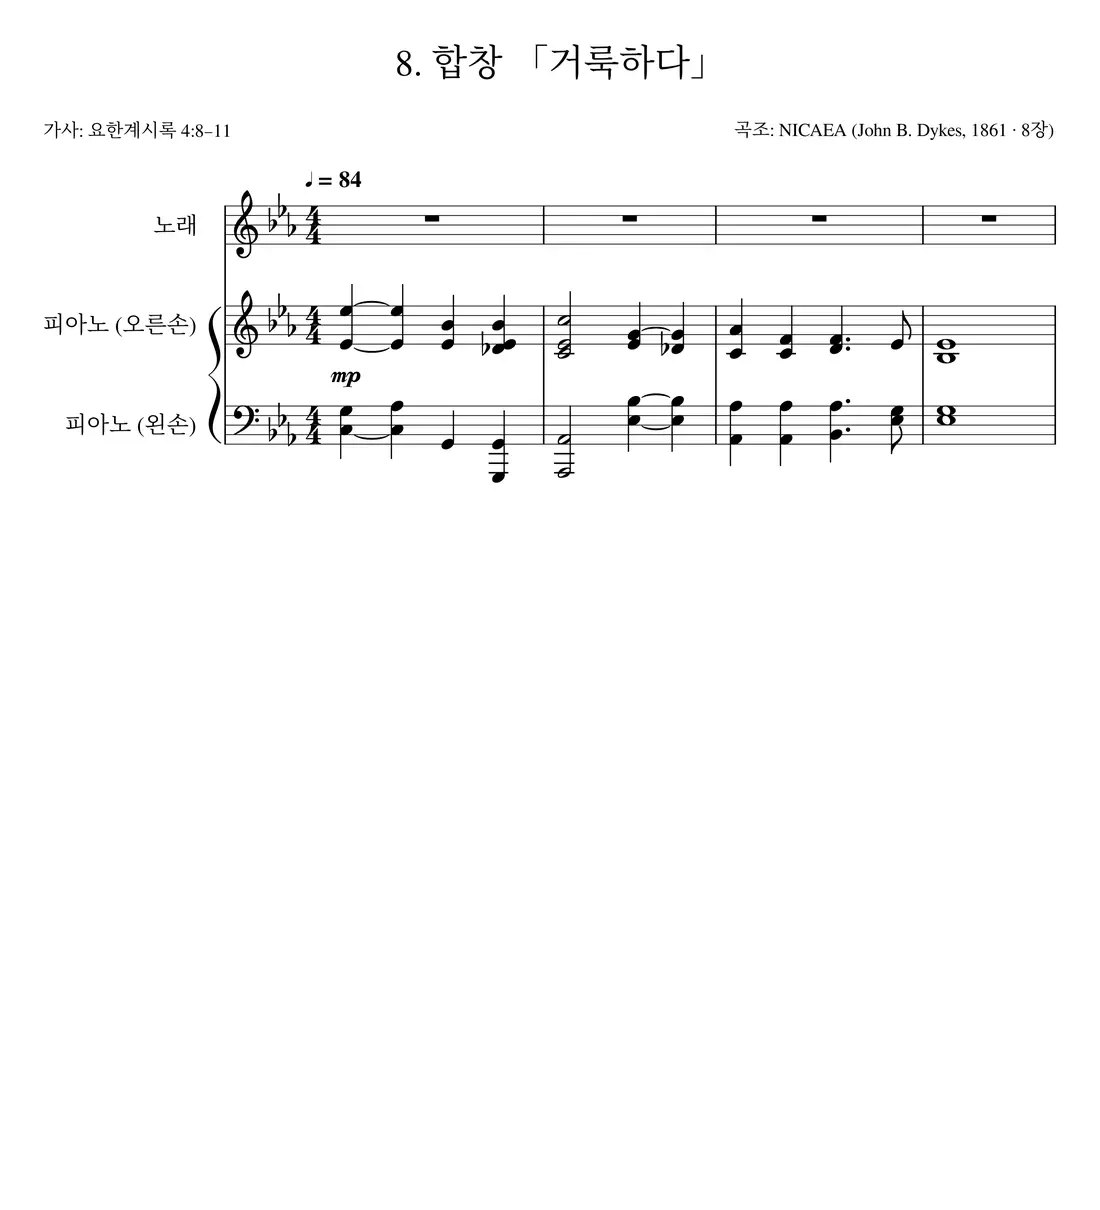 8. 합창 「거룩하다」
가사: 요한계시록 4:8–11
곡조: NICAEA (John B. Dykes, 1861 · 8장)
♩ = 84
노래
피아노 (오른손)
mp
피아노 (왼손)